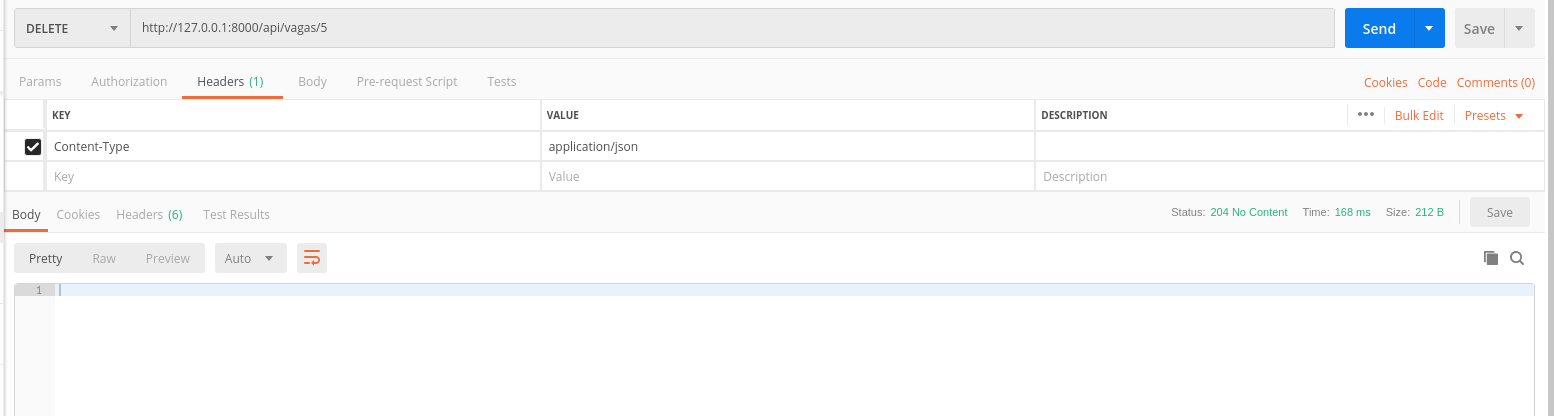 DELETE http://127.0.0.1:8000/api/vagas/5 Send Save
Params Authorization Headers (1) Body Pre-request Script Tests Cookies Code Comments (0)
KEY VALUE DESCRIPTION ••• Bulk Edit Presets
Content-Type application/json
Key Value Description
Body Cookies Headers (6) Test Results Status: 204 No Content Time: 168 ms Size: 212 B Save
Pretty Raw Preview Auto
1